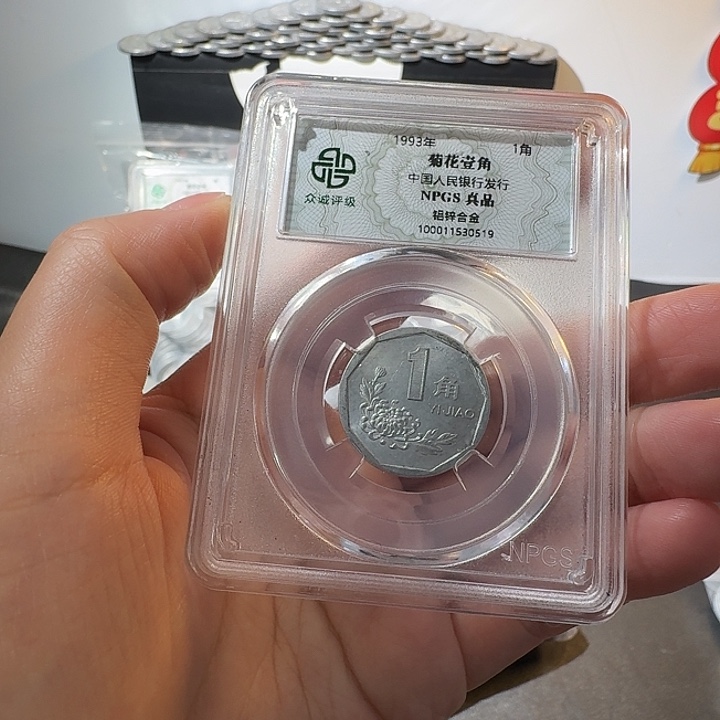 1993年 1角
菊花壹角
中国人民银行发行
NPGS 真品
铝锌合金
100011530519
众诚评级
1角
YIJIAO
NPGS